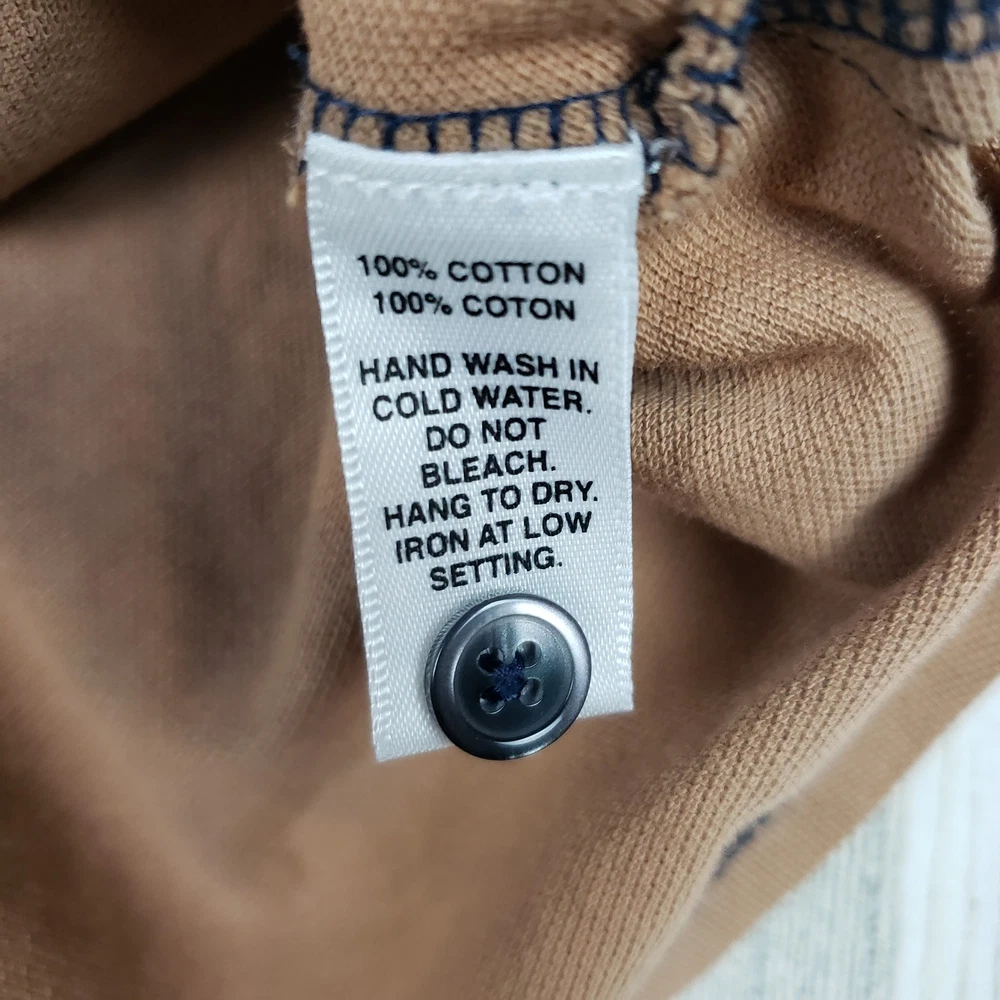 100% COTTON
100% COTON
HAND WASH IN
COLD WATER.
DO NOT
BLEACH.
HANG TO DRY.
IRON AT LOW
SETTING.